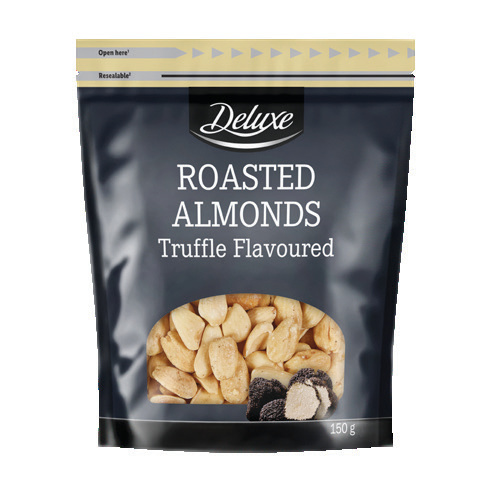 Open here¹
Resealable²
Deluxe
ROASTED
ALMONDS
Truffle Flavoured
150 g